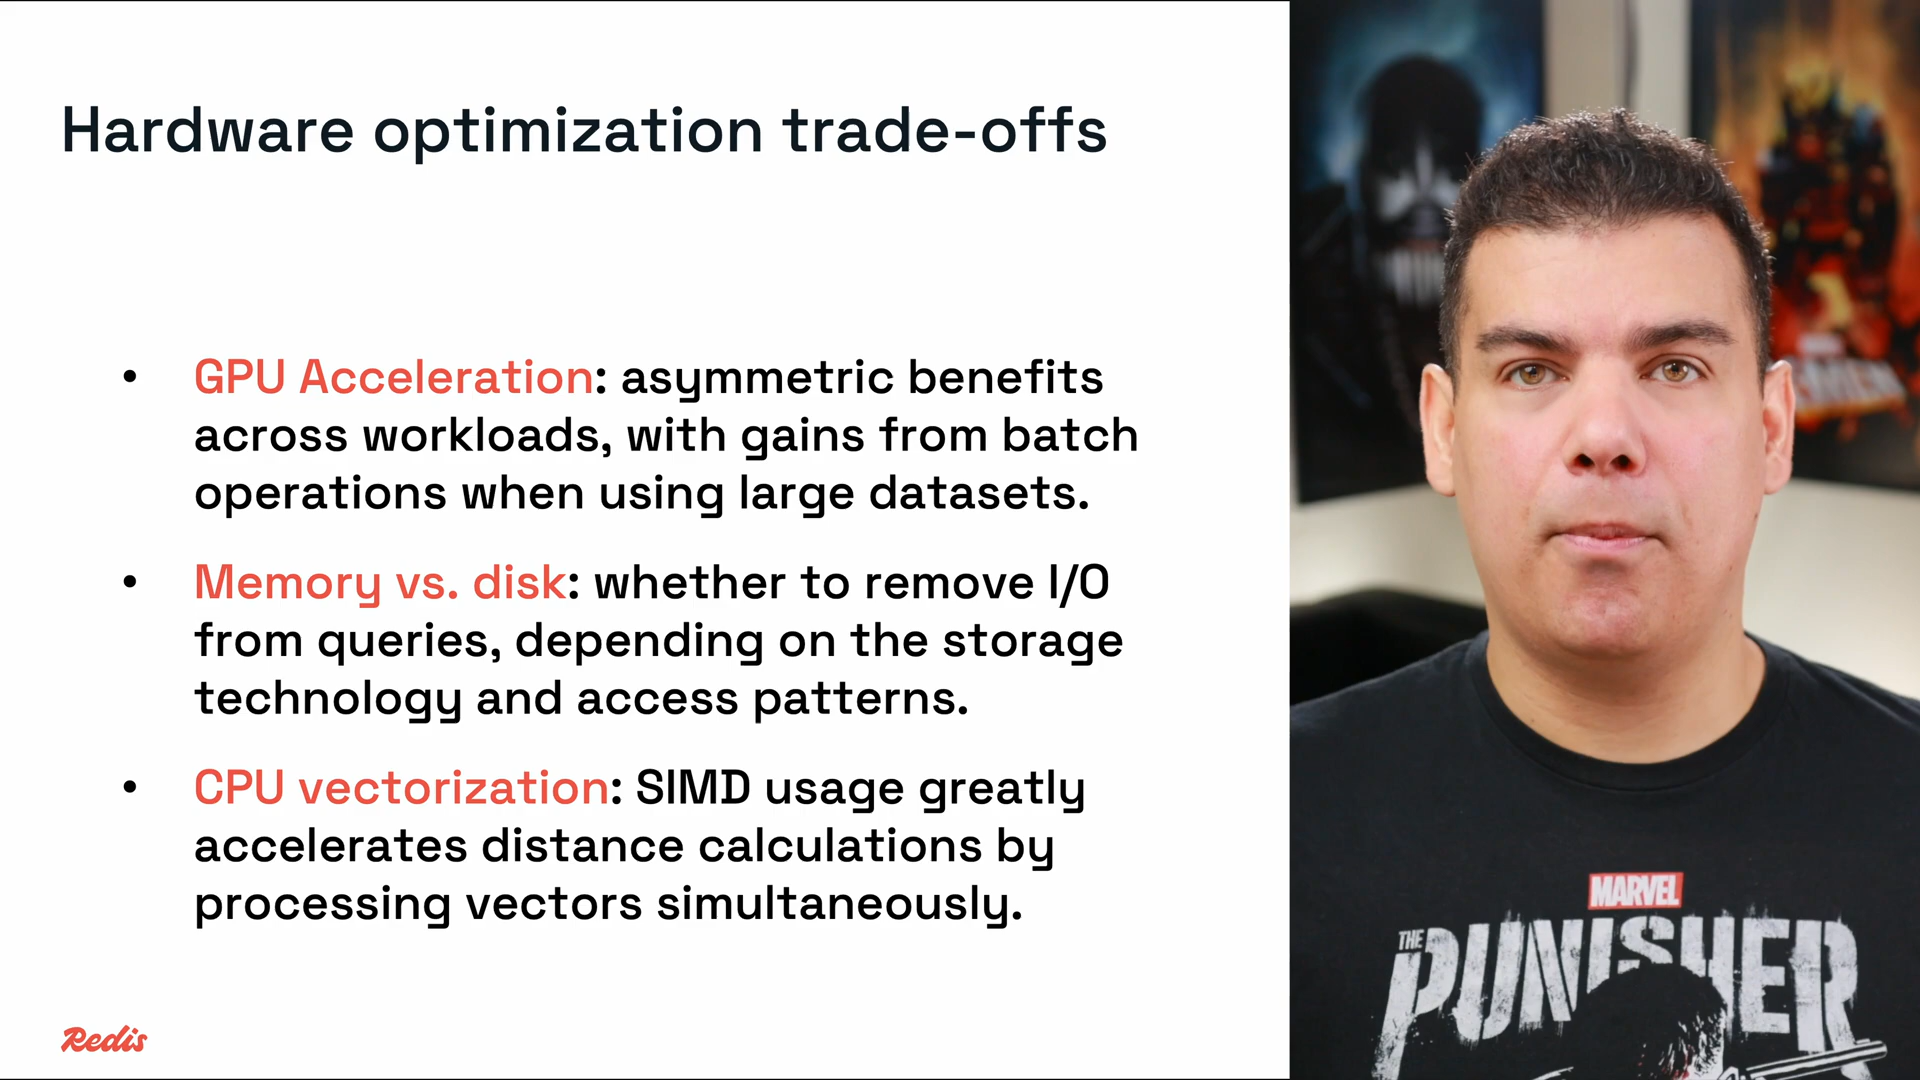 Hardware optimization trade-offs
• GPU Acceleration: asymmetric benefits
across workloads, with gains from batch
operations when using large datasets.
• Memory vs. disk: whether to remove I/O
from queries, depending on the storage
technology and access patterns.
• CPU vectorization: SIMD usage greatly
accelerates distance calculations by
processing vectors simultaneously.
Redis
MARVEL
THE
PUNISHER